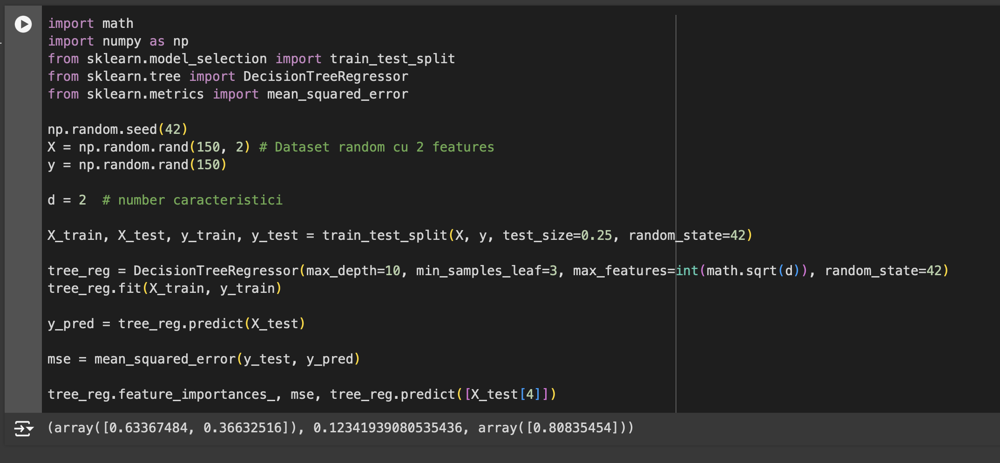 import math
import numpy as np
from sklearn.model_selection import train_test_split
from sklearn.tree import DecisionTreeRegressor
from sklearn.metrics import mean_squared_error
np.random.seed(42)
X = np.random.rand(150, 2) # Dataset random cu 2 features
y = np.random.rand(150)
d = 2  # number caracteristici
X_train, X_test, y_train, y_test = train_test_split(X, y, test_size=0.25, random_state=42)
tree_reg = DecisionTreeRegressor(max_depth=10, min_samples_leaf=3, max_features=int(math.sqrt(d)), random_state=42)
tree_reg.fit(X_train, y_train)
y_pred = tree_reg.predict(X_test)
mse = mean_squared_error(y_test, y_pred)
tree_reg.feature_importances_, mse, tree_reg.predict([X_test[4]])
(array([0.63367484, 0.36632516]), 0.12341939080535436, array([0.80835454]))